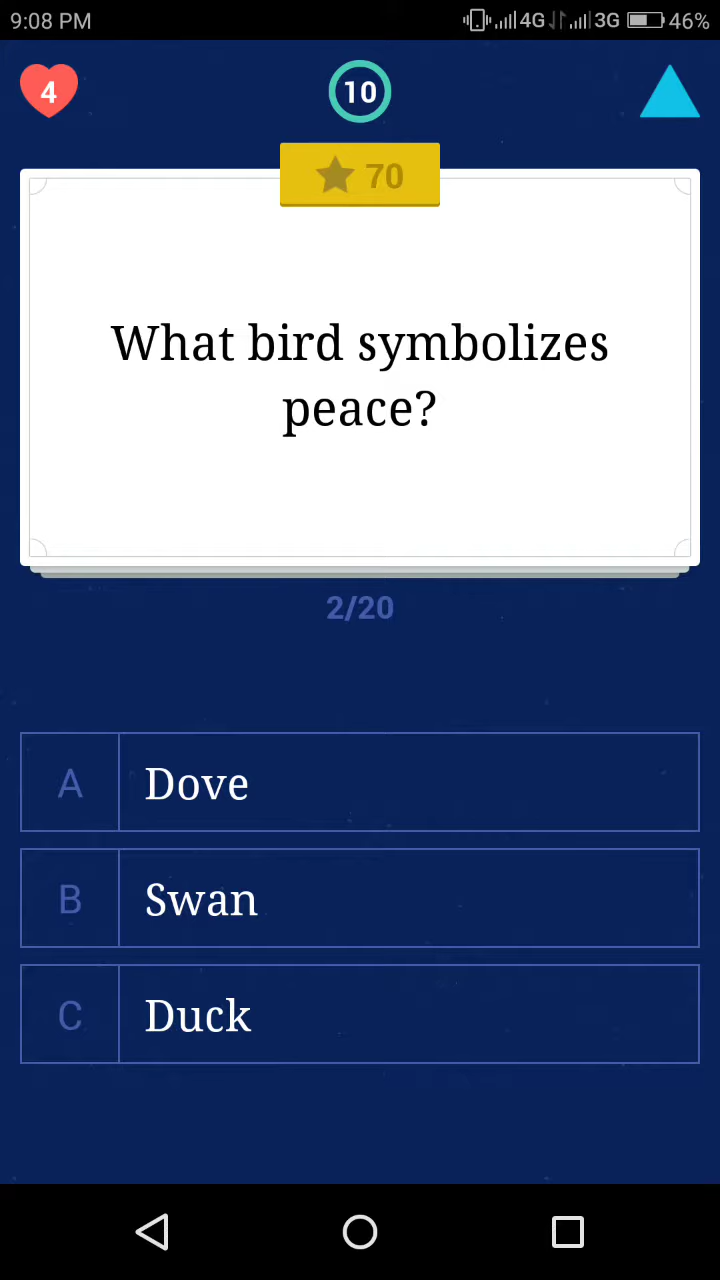 9:08 PM 4G 3G 46%
4 10
70
What bird symbolizes
peace?
2/20
A Dove
B Swan
C Duck